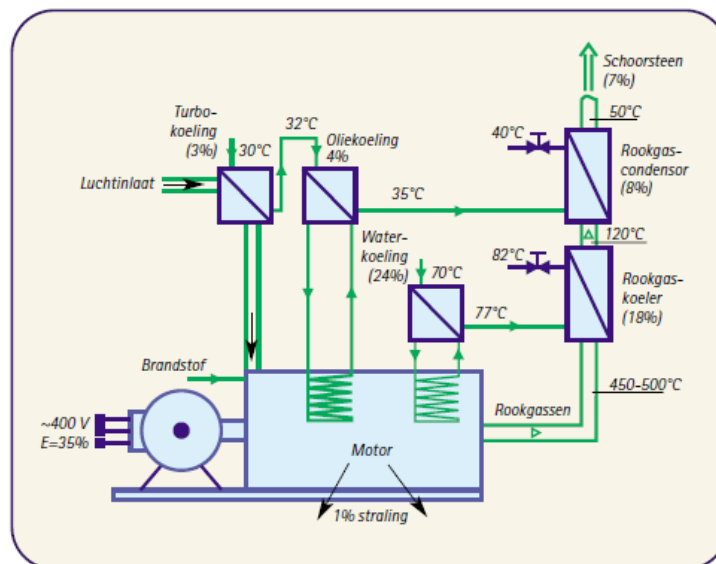 Schoorsteen
(7%)
50°C
Turbo-
koeling
(3%)
32°C
30°C
Oliekoeling
4%
40°C
Rookgas-
condensor
(8%)
Luchtinlaat
35°C
120°C
Water-
koeling
(24%)
70°C
82°C
Rookgas-
koeler
(18%)
77°C
Brandstof
450-500°C
~400 V
E=35%
Rookgassen
Motor
1% straling